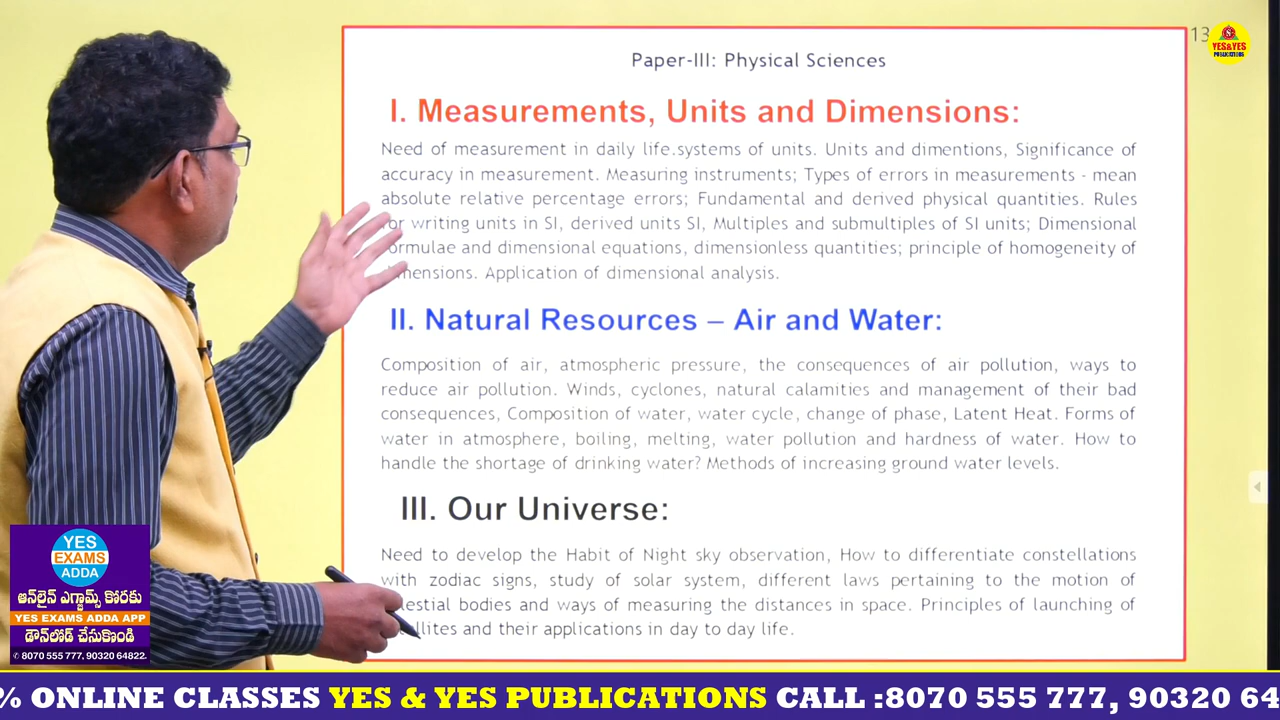 13
YES&YES
PUBLICATIONS
Paper-III: Physical Sciences
I. Measurements, Units and Dimensions:
Need of measurement in daily life.systems of units. Units and dimentions, Significance of
accuracy in measurement. Measuring instruments; Types of errors in measurements - mean
absolute relative percentage errors; Fundamental and derived physical quantities. Rules
writing units in SI, derived units SI, Multiples and submultiples of SI units; Dimensional
and dimensional equations, dimensionless quantities; principle of homogeneity of
Application of dimensional analysis.
II. Natural Resources – Air and Water:
Composition of air, atmospheric pressure, the consequences of air pollution, ways to
reduce air pollution. Winds, cyclones, natural calamities and management of their bad
consequences, Composition of water, water cycle, change of phase, Latent Heat. Forms of
water in atmosphere, boiling, melting, water pollution and hardness of water. How to
handle the shortage of drinking water? Methods of increasing ground water levels.
III. Our Universe:
Need to develop the Habit of Night sky observation, How to differentiate constellations
with zodiac signs, study of solar system, different laws pertaining to the motion of
bodies and ways of measuring the distances in space. Principles of launching of
and their applications in day to day life.
YES
EXAMS
ADDA
ఆన్‌లైన్ ఎగ్జామ్స్ కొరకు
YES EXAMS ADDA APP
డౌన్‌లోడ్ చేసుకొండి
✆ 8070 555 777, 90320 64822.
% ONLINE CLASSES YES & YES PUBLICATIONS CALL :8070 555 777, 90320 64